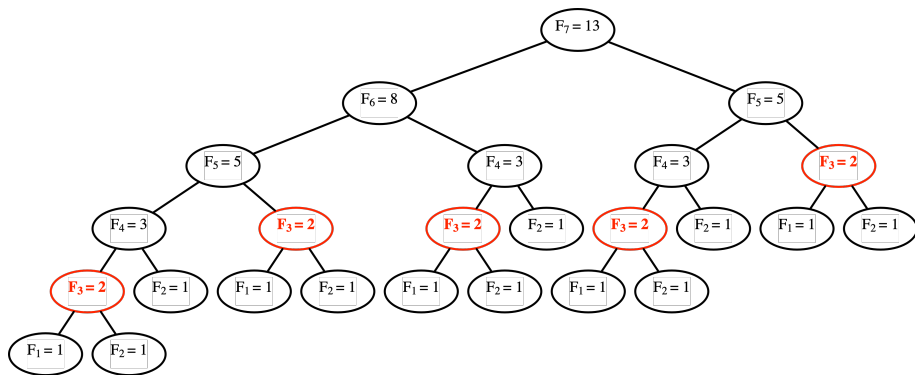 F₇ = 13
F₆ = 8
F₅ = 5
F₅ = 5
F₄ = 3
F₄ = 3
F₃ = 2
F₄ = 3
F₃ = 2
F₃ = 2
F₂ = 1
F₃ = 2
F₂ = 1
F₁ = 1
F₂ = 1
F₃ = 2
F₂ = 1
F₁ = 1
F₂ = 1
F₁ = 1
F₂ = 1
F₁ = 1
F₂ = 1
F₁ = 1
F₂ = 1